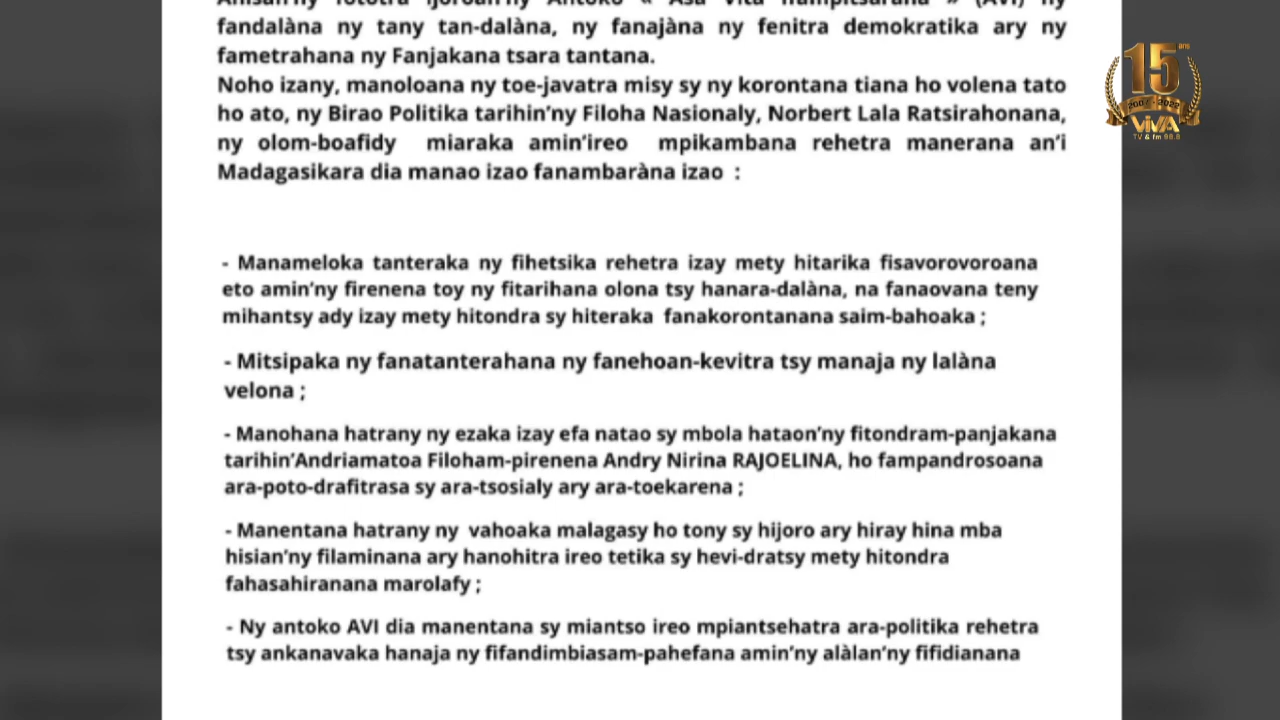 Anisan'ny fototra ijoroan'ny Antoko « Asa Vita Ifampitsarana » (AVI) ny
fandalàna ny tany tan-dalàna, ny fanajàna ny fenitra demokratika ary ny
fametrahana ny Fanjakana tsara tantana.
Noho izany, manoloana ny toe-javatra misy sy ny korontana tiana ho volena tato
ho ato, ny Birao Politika tarihin'ny Filoha Nasionaly, Norbert Lala Ratsirahonana,
ny olom-boafidy miaraka amin'ireo mpikambana rehetra manerana an'i
Madagasikara dia manao izao fanambaràna izao :
- Manameloka tanteraka ny fihetsika rehetra izay mety hitarika fisavorovoroana
eto amin'ny firenena toy ny fitarihana olona tsy hanara-dalàna, na fanaovana teny
mihantsy ady izay mety hitondra sy hiteraka fanakorontanana saim-bahoaka ;
- Mitsipaka ny fanatanterahana ny fanehoan-kevitra tsy manaja ny lalàna
velona ;
- Manohana hatrany ny ezaka izay efa natao sy mbola hataon'ny fitondram-panjakana
tarihin'Andriamatoa Filoham-pirenena Andry Nirina RAJOELINA, ho fampandrosoana
ara-poto-drafitrasa sy ara-tsosialy ary ara-toekarena ;
- Manentana hatrany ny vahoaka malagasy ho tony sy hijoro ary hiray hina mba
hisian'ny filaminana ary hanohitra ireo tetika sy hevi-dratsy mety hitondra
fahasahiranana marolafy ;
- Ny antoko AVI dia manentana sy miantso ireo mpiantsehatra ara-politika rehetra
tsy ankanavaka hanaja ny fifandimbiasam-pahefana amin'ny alàlan'ny fifidianana
15 ans
2007 - 2022
VIVA
TV & fm 98.8